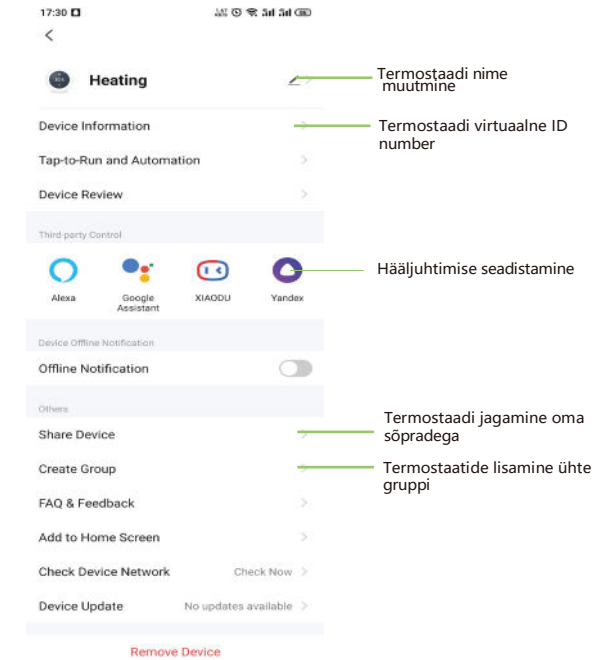 17:30
Heating
Termostaadi nime
muutmine
Device Information
Termostaadi virtuaalne ID
number
Tap-to-Run and Automation
Device Review
Third-party Control
Hääljuhtimise seadistamine
Alexa
Google
Assistant
XIAODU
Yandex
Device Offline Notification
Offline Notification
Others
Share Device
Termostaadi jagamine oma
sõpradega
Create Group
Termostaatide lisamine ühte
gruppi
FAQ & Feedback
Add to Home Screen
Check Device Network Check Now
Device Update No updates available
Remove Device